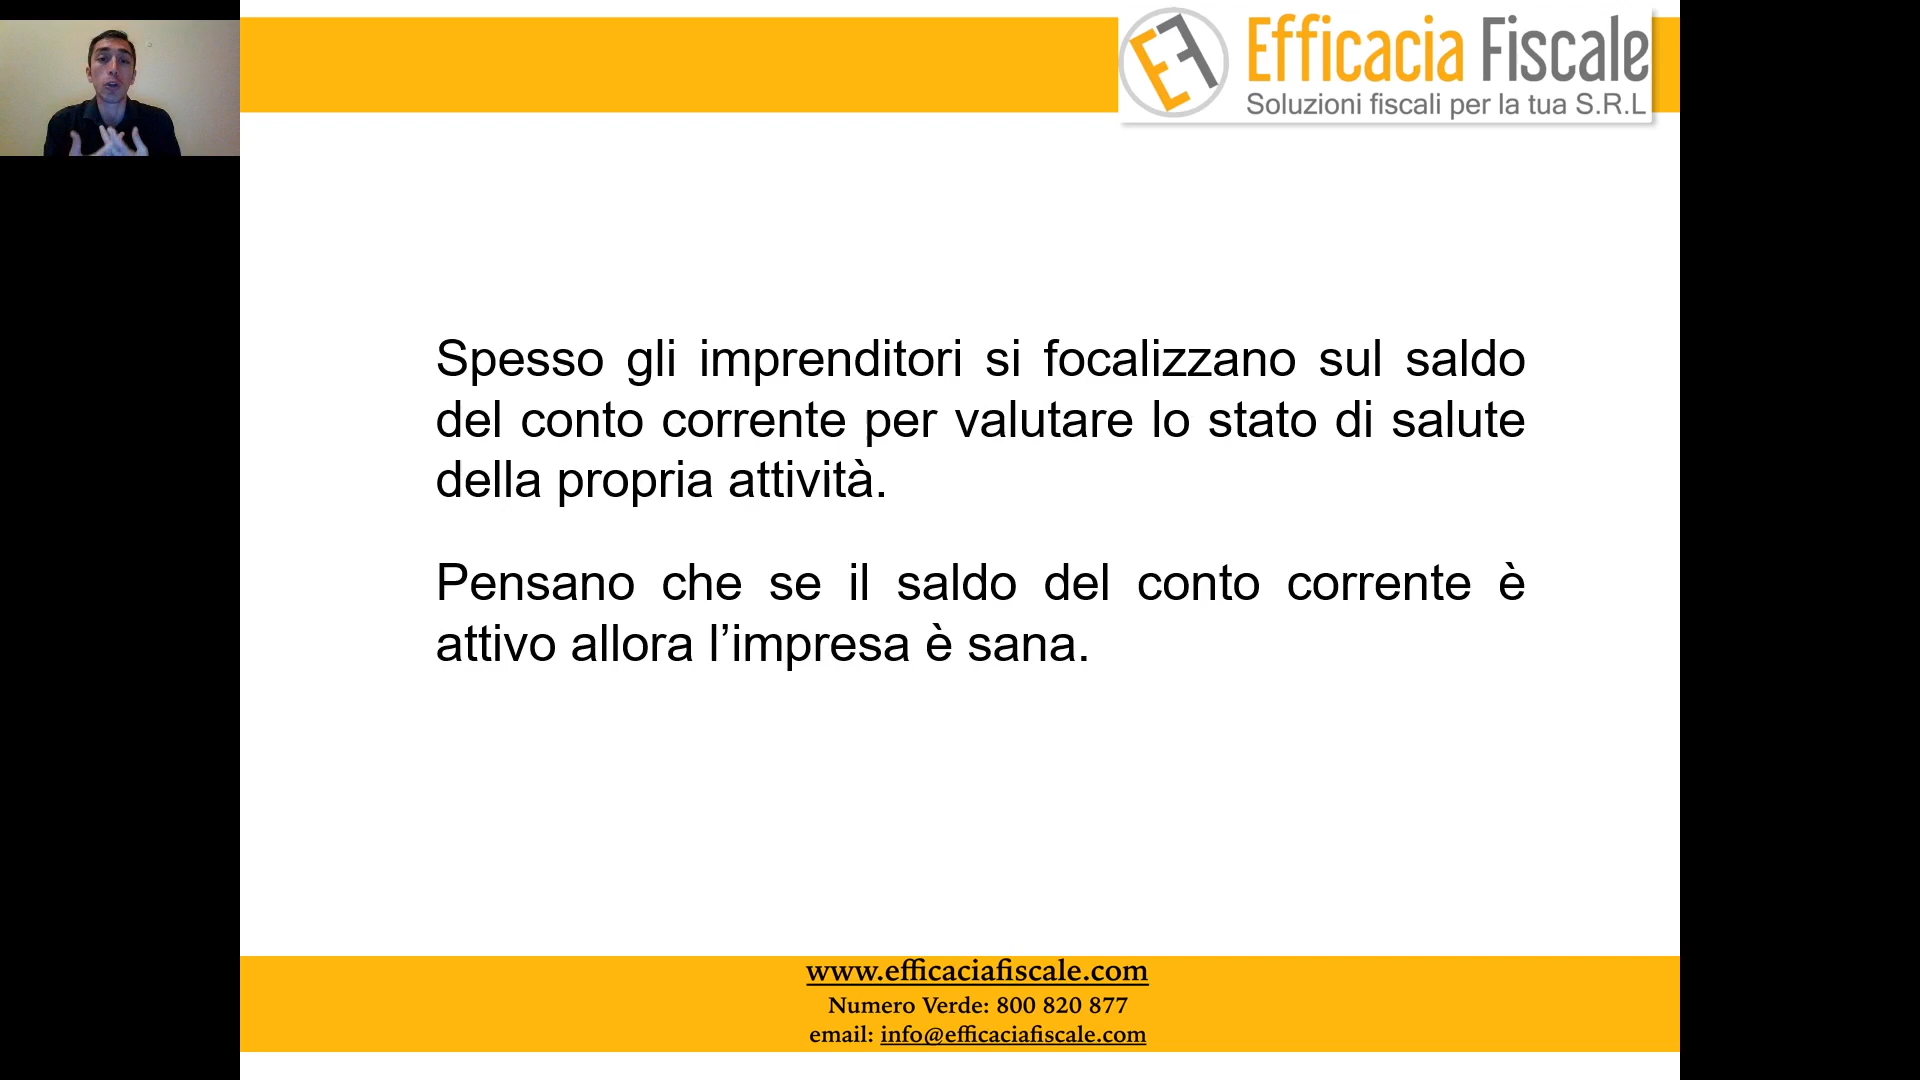 EF
Efficacia Fiscale
Soluzioni fiscali per la tua S.R.L
Spesso gli imprenditori si focalizzano sul saldo
del conto corrente per valutare lo stato di salute
della propria attività.
Pensano che se il saldo del conto corrente è
attivo allora l’impresa è sana.
www.efficaciafiscale.com
Numero Verde: 800 820 877
email: info@efficaciafiscale.com